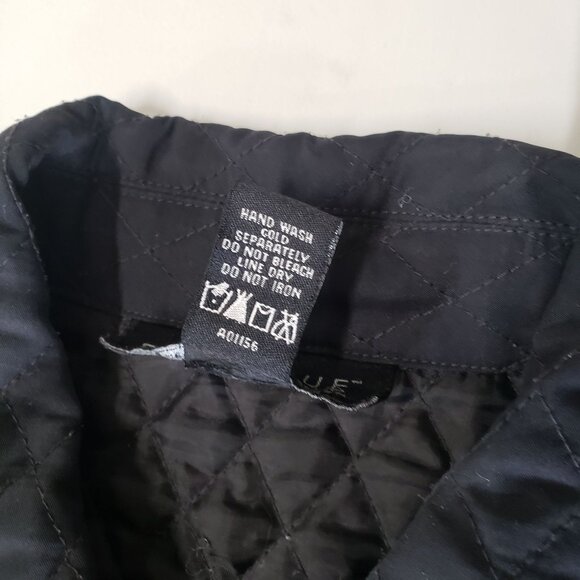 HAND WASH
COLD
SEPARATELY
DO NOT BLEACH
LINE DRY
DO NOT IRON
A01156